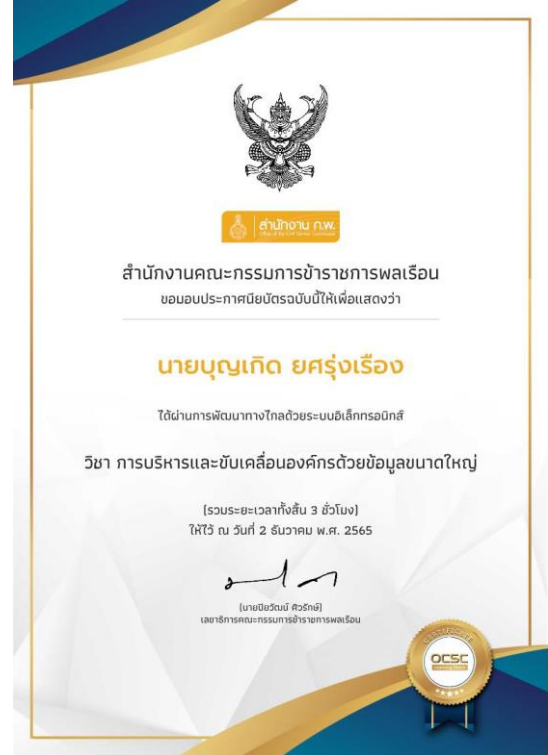 สำนักงาน ก.พ.
Office of the Civil Service Commission
สำนักงานคณะกรรมการข้าราชการพลเรือน
ขอมอบประกาศนียบัตรฉบับนี้ให้เพื่อแสดงว่า
นายบุญเกิด ยศรุ่งเรือง
ได้ผ่านการพัฒนาทางไกลด้วยระบบอิเล็กทรอนิกส์
วิชา การบริหารและขับเคลื่อนองค์กรด้วยข้อมูลขนาดใหญ่
(รวมระยะเวลาทั้งสิ้น 3 ชั่วโมง)
ให้ไว้ ณ วันที่ 2 ธันวาคม พ.ศ. 2565
(นายปิยวัฒน์ ศิวรักษ์)
เลขาธิการคณะกรรมการข้าราชการพลเรือน
CERTIFICATE
OCSC